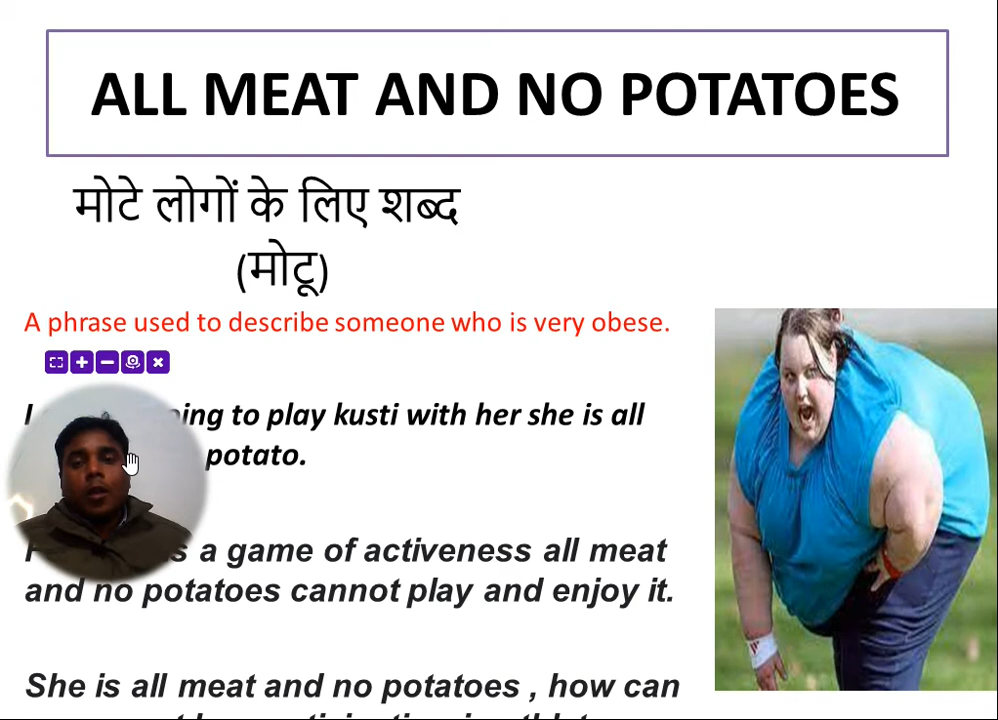 ALL MEAT AND NO POTATOES
मोटे लोगों के लिए शब्द
(मोटू)
A phrase used to describe someone who is very obese.
to play kusti with her she is all
potato.
a game of activeness all meat
and no potatoes cannot play and enjoy it.
She is all meat and no potatoes , how can